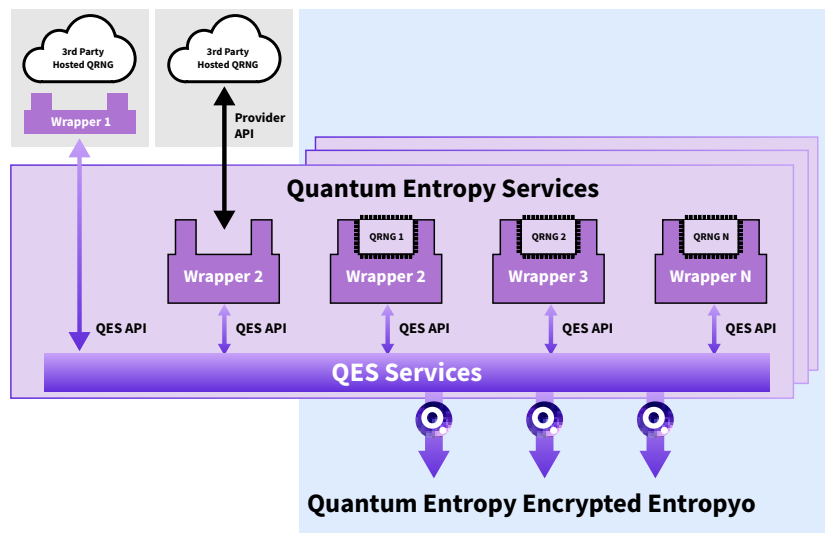 3rd Party
Hosted QRNG
3rd Party
Hosted QRNG
Wrapper 1
Provider
API
Quantum Entropy Services
QRNG 1
QRNG 2
QRNG N
Wrapper 2
Wrapper 2
Wrapper 3
Wrapper N
QES API
QES API
QES API
QES API
QES API
QES Services
Quantum Entropy Encrypted Entropyo